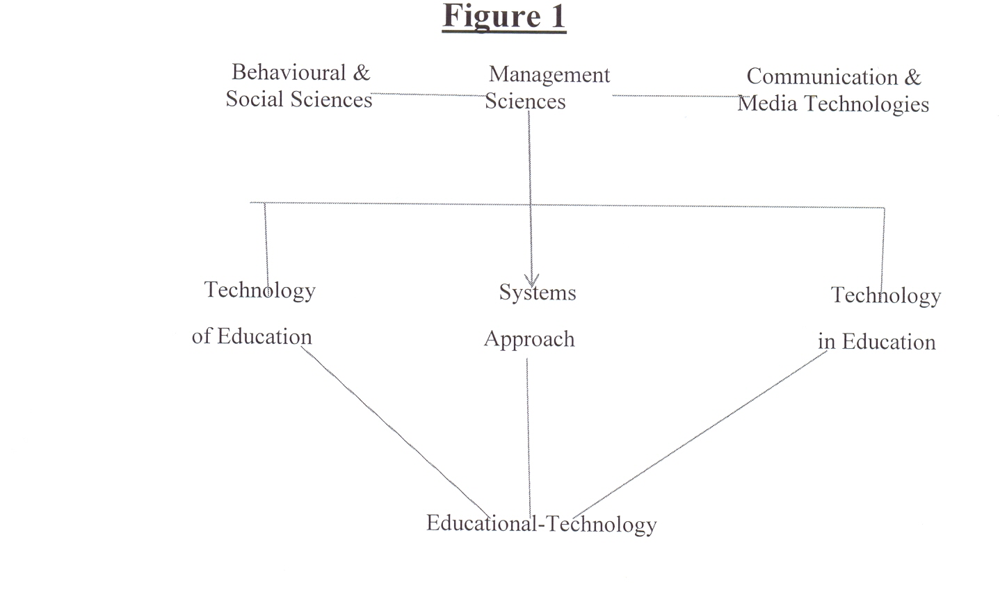 Figure 1
Behavioural &
Social Sciences
Management
Sciences
Communication &
Media Technologies
Technology
of Education
Systems
Approach
Technology
in Education
Educational-Technology